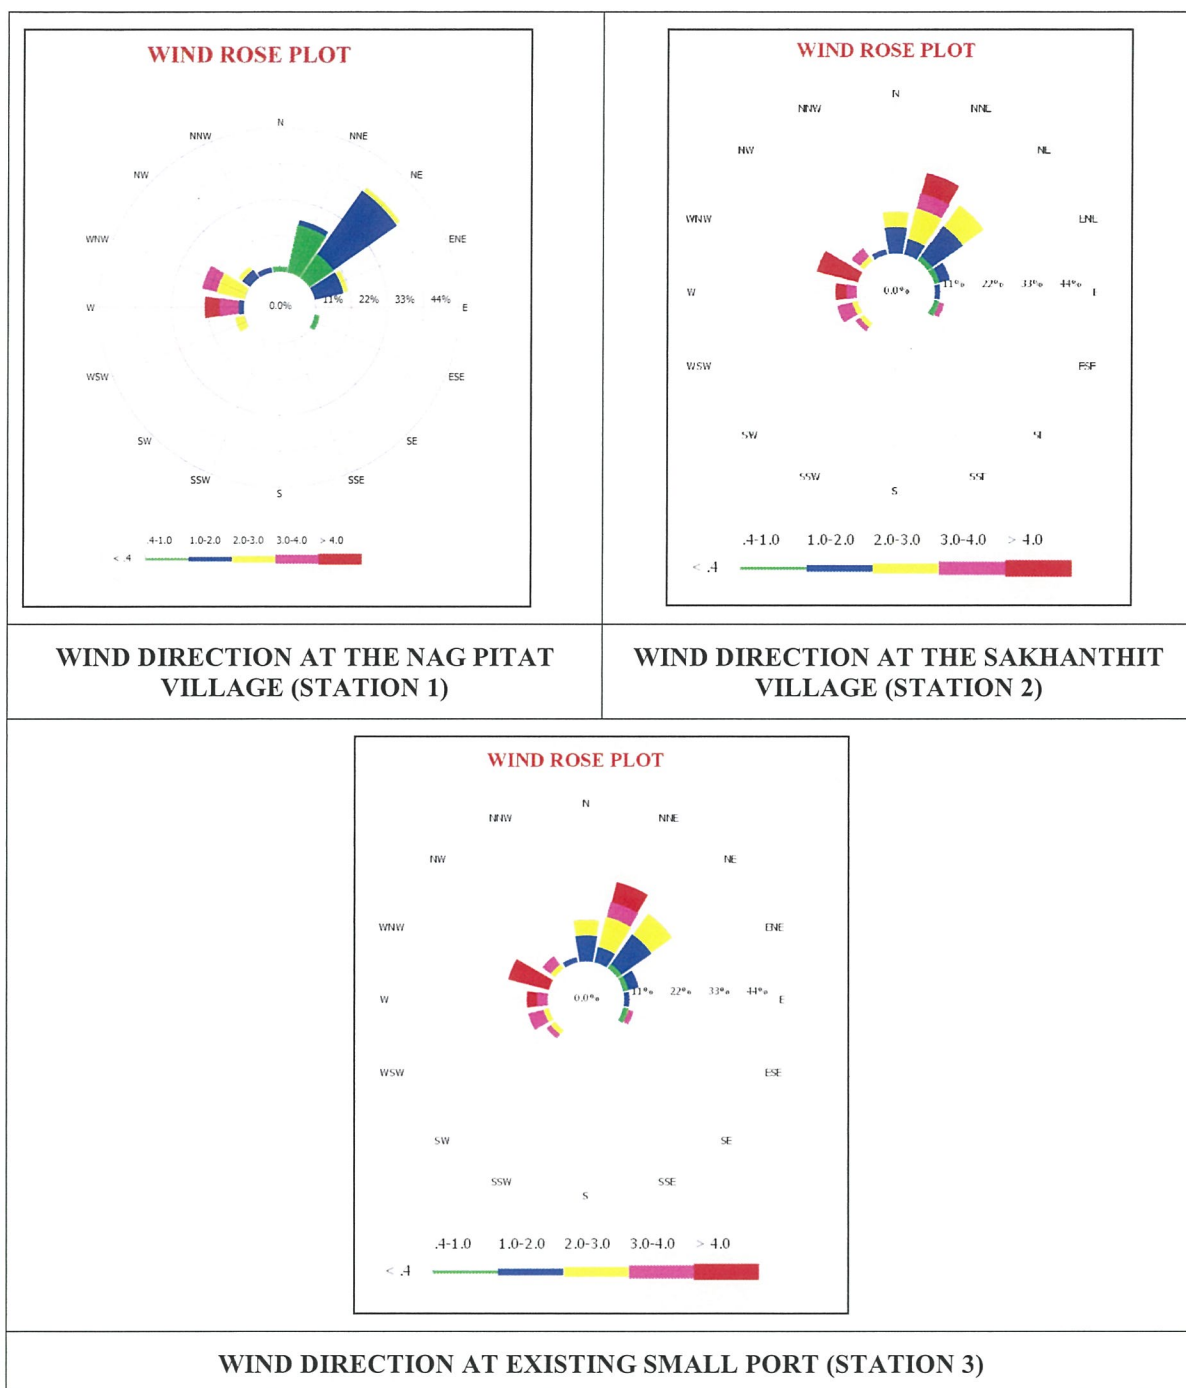 WIND ROSE PLOT
N
NNW
NNE
NW
NE
WNW
ENE
W
0.0%
11%
22%
33%
44%
E
WSW
ESE
SW
SE
SSW
SSE
S
.4-1.0 1.0-2.0 2.0-3.0 3.0-4.0 > 4.0
< .4
WIND ROSE PLOT
N
NNW
NNL
NW
NL
WNW
LNL
W
0.0%
11%
22%
33%
44%
WSW
SW
SSW
S
.4-1.0 1.0-2.0 2.0-3.0 3.0-4.0 > 4.0
< .4
WIND DIRECTION AT THE NAG PITAT
VILLAGE (STATION 1)
WIND DIRECTION AT THE SAKHANTHIT
VILLAGE (STATION 2)
WIND ROSE PLOT
N
NNW
NNE
NW
NE
WNW
ENE
W
0.0%
11%
22%
33%
44%
E
WSW
ESE
SW
SE
SSW
SSE
S
.4-1.0 1.0-2.0 2.0-3.0 3.0-4.0 > 4.0
< .4
WIND DIRECTION AT EXISTING SMALL PORT (STATION 3)